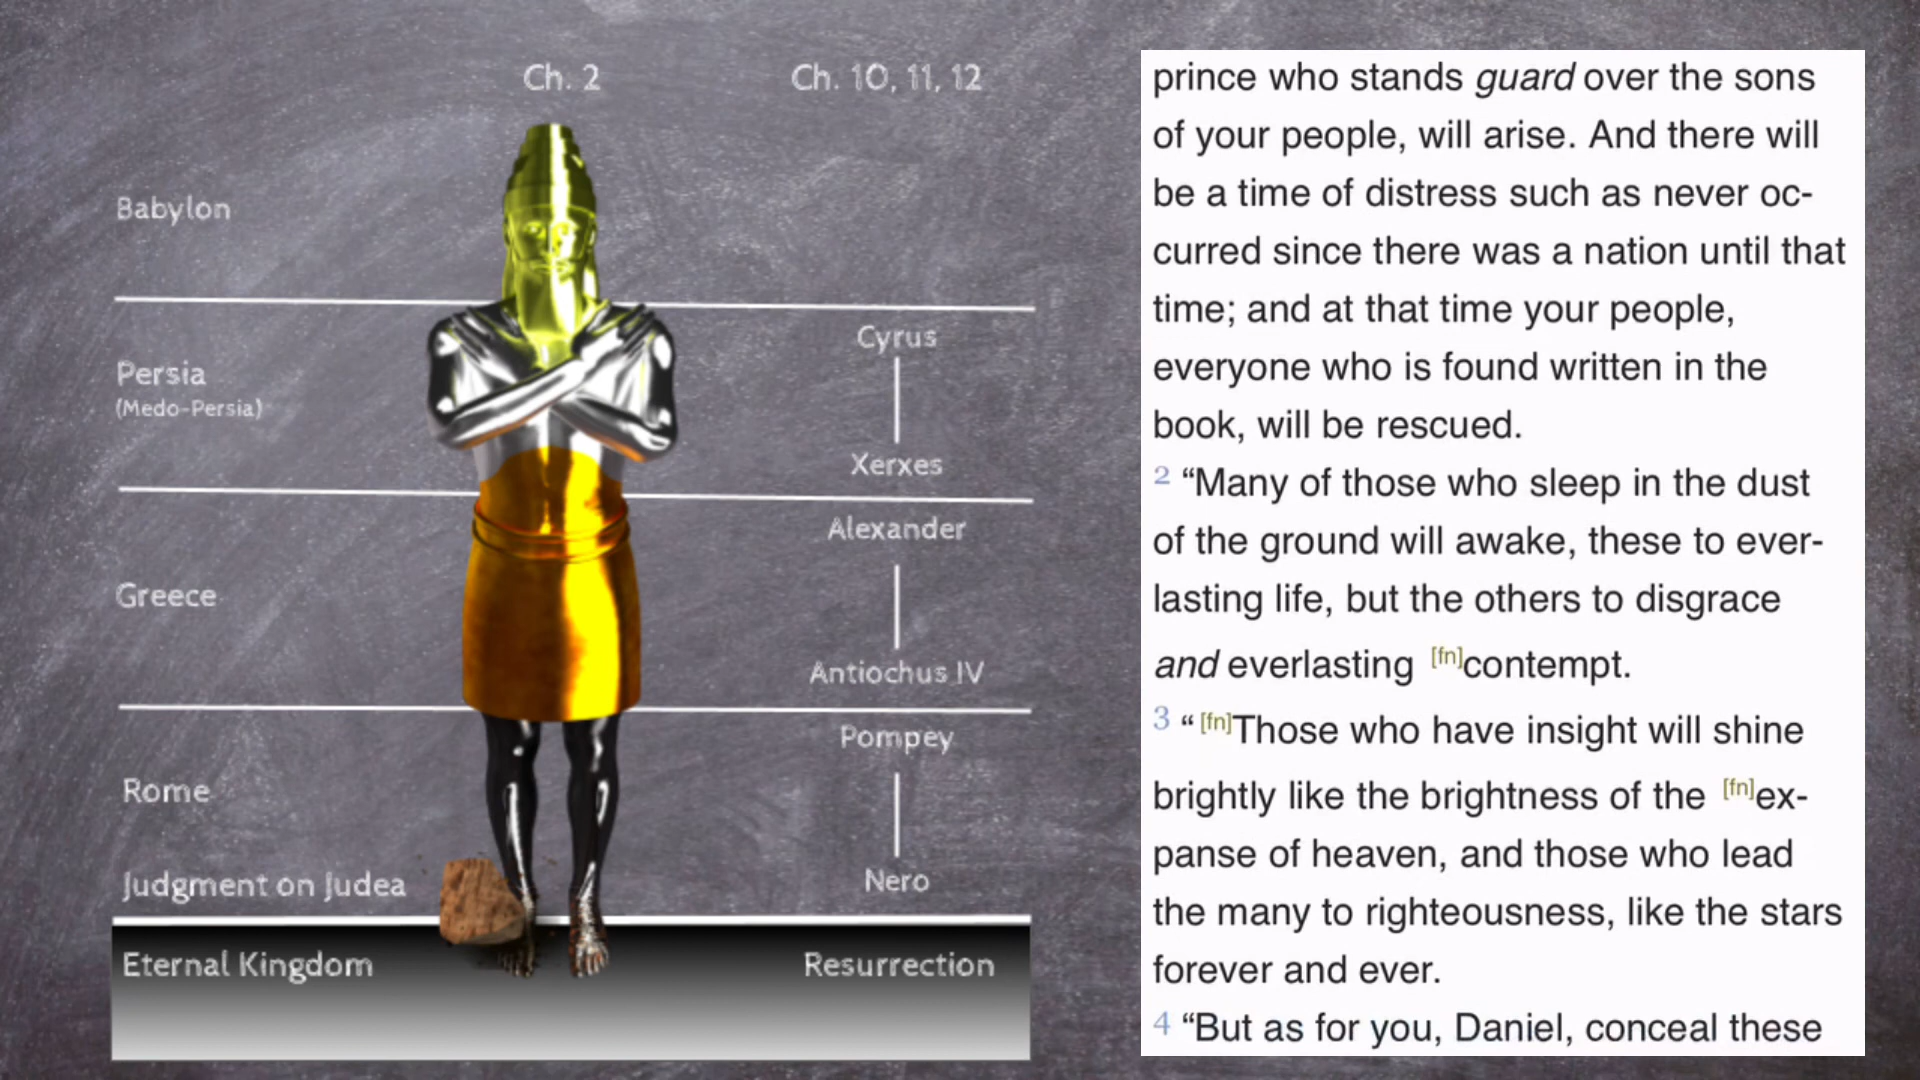 Ch. 2
Ch. 10, 11, 12
Babylon
Persia
(Medo-Persia)
Cyrus
Xerxes
Greece
Alexander
Antiochus IV
Rome
Pompey
Judgment on Judea
Nero
Eternal Kingdom
Resurrection
prince who stands guard over the sons
of your people, will arise. And there will
be a time of distress such as never oc-
curred since there was a nation until that
time; and at that time your people,
everyone who is found written in the
book, will be rescued.
2 “Many of those who sleep in the dust
of the ground will awake, these to ever-
lasting life, but the others to disgrace
and everlasting [fn]contempt.
3 “[fn]Those who have insight will shine
brightly like the brightness of the [fn]ex-
panse of heaven, and those who lead
the many to righteousness, like the stars
forever and ever.
4 “But as for you, Daniel, conceal these